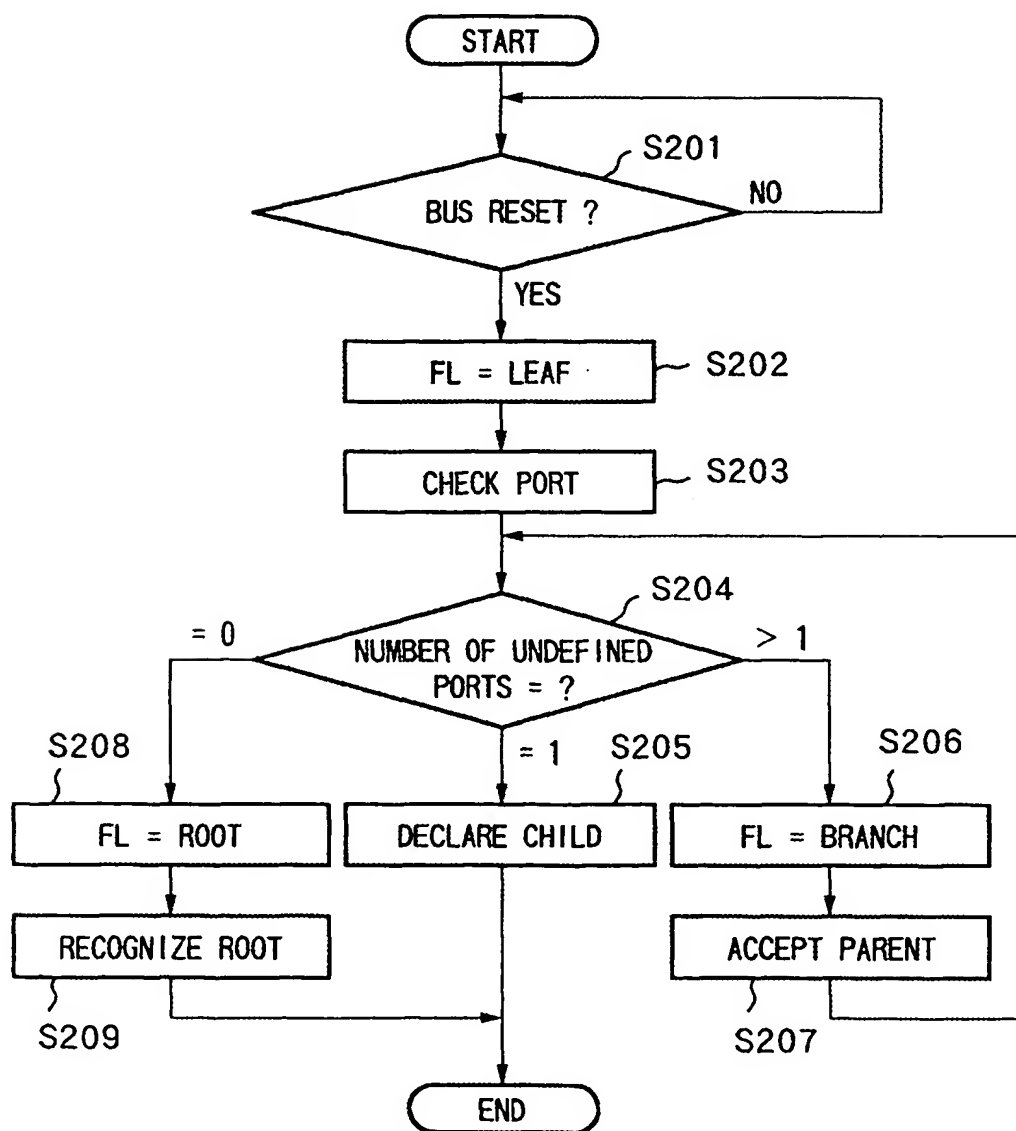 START
S201
BUS RESET ?
NO
YES
FL = LEAF
S202
CHECK PORT
S203
S204
= 0
> 1
NUMBER OF UNDEFINED
PORTS = ?
= 1
S208
S205
S206
FL = ROOT
DECLARE CHILD
FL = BRANCH
RECOGNIZE ROOT
ACCEPT PARENT
S209
S207
END